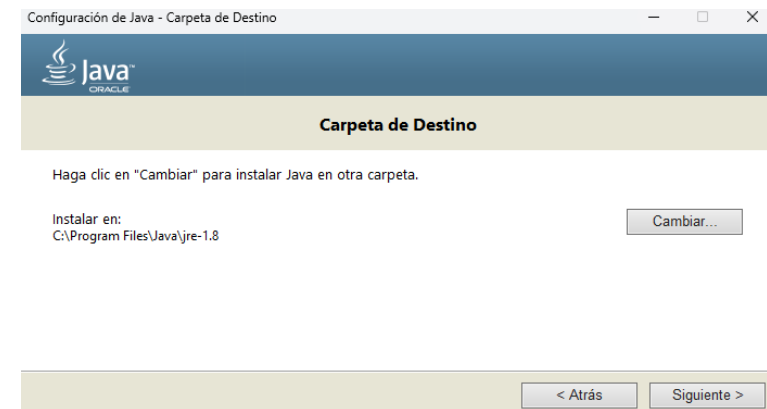 Configuración de Java - Carpeta de Destino
Java™
ORACLE
Carpeta de Destino
Haga clic en "Cambiar" para instalar Java en otra carpeta.
Instalar en:
C:\Program Files\Java\jre-1.8
Cambiar...
< Atrás
Siguiente >